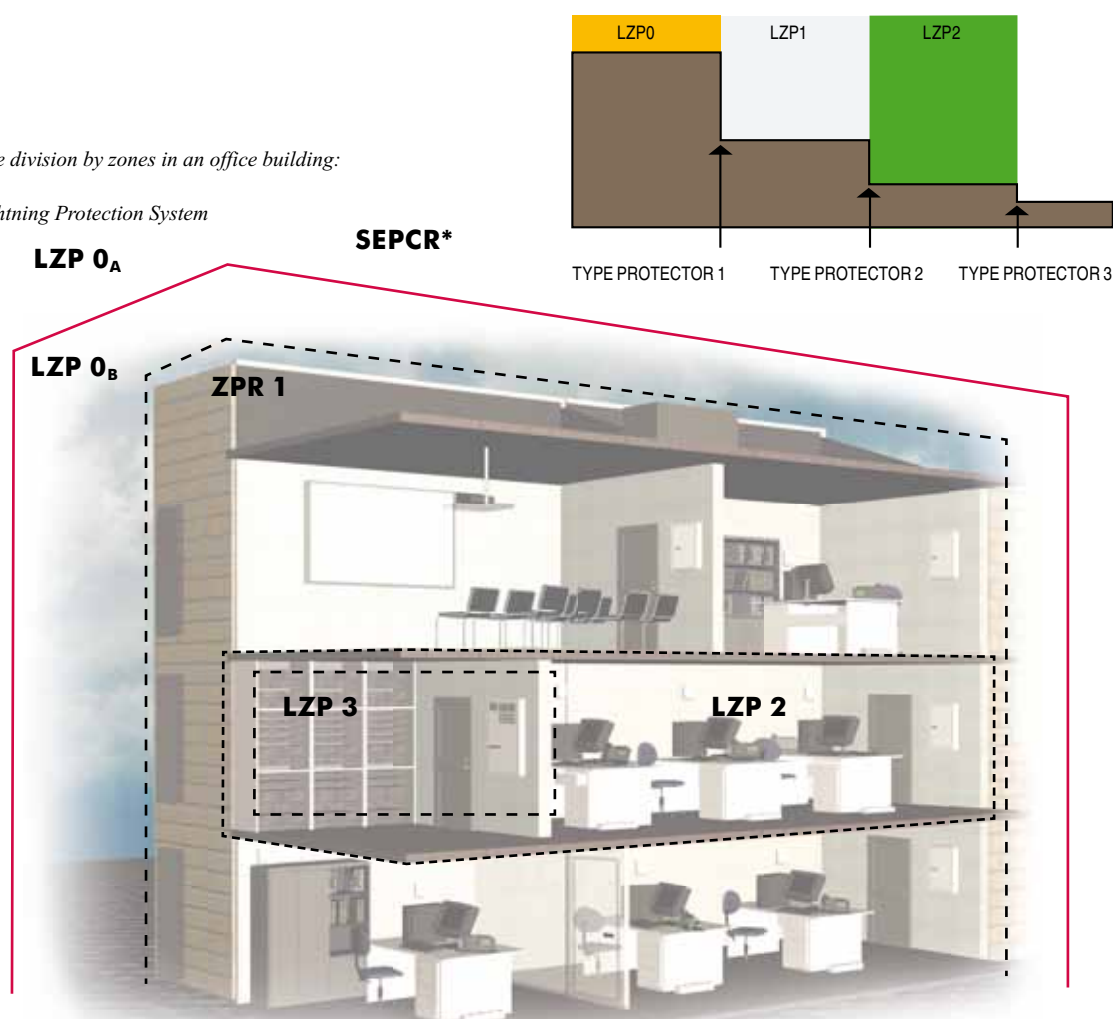 LZP0 LZP1 LZP2
e division by zones in an office building:
htning Protection System
TYPE PROTECTOR 1 TYPE PROTECTOR 2 TYPE PROTECTOR 3
SEPCR*
LZP 0A
LZP 0B
ZPR 1
LZP 3 LZP 2